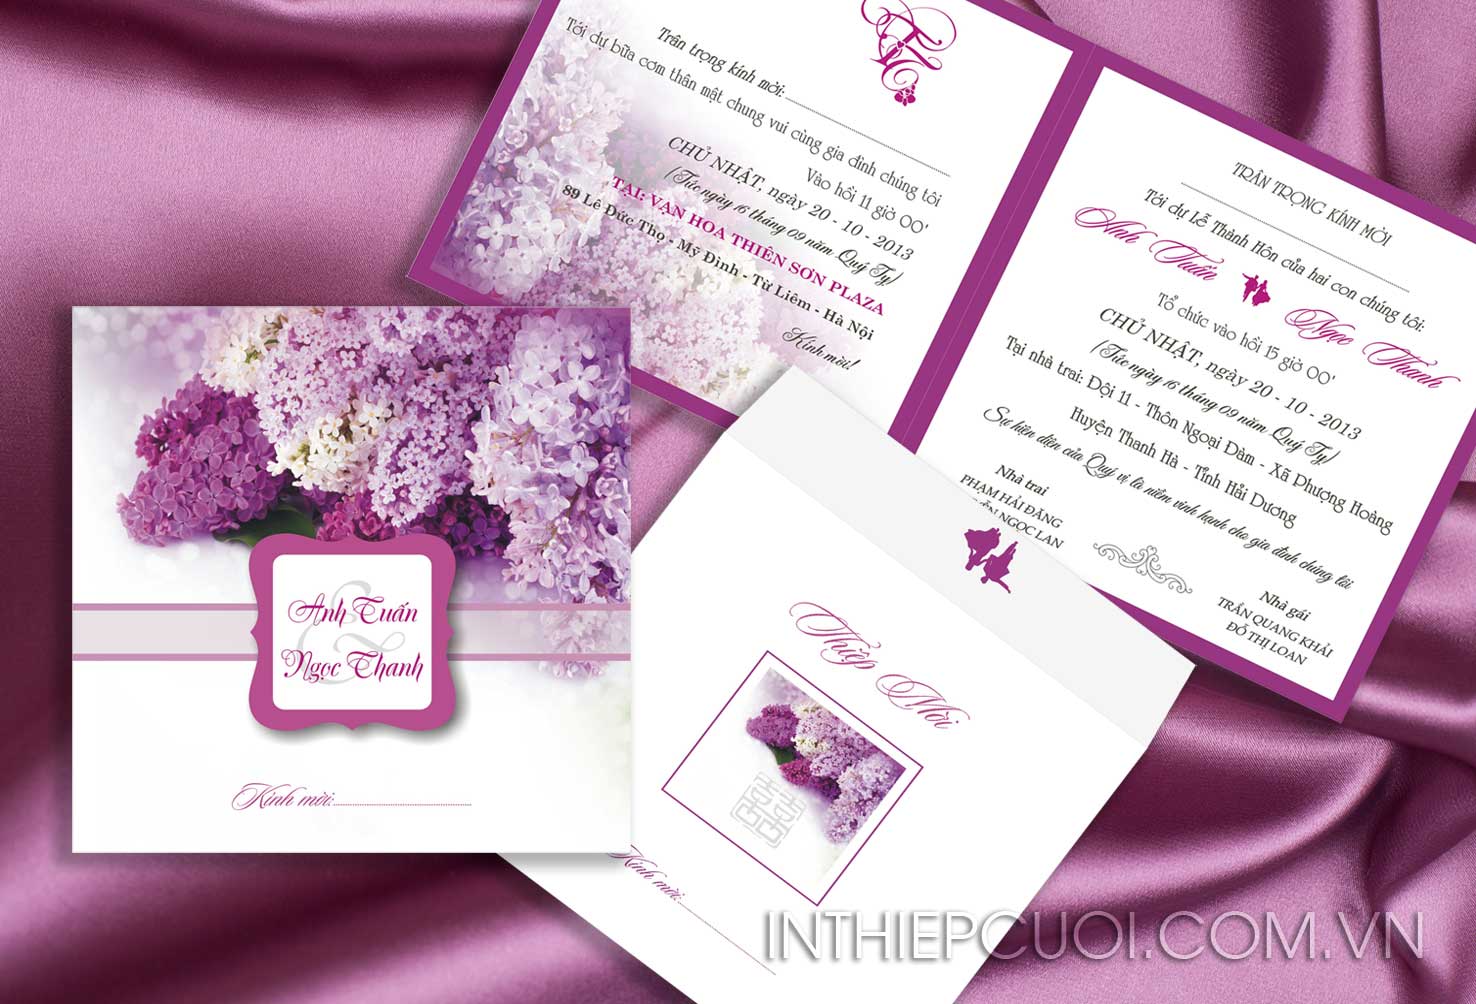 Trân trọng kính mời:
Tới dự bữa cơm thân mật chung vui cùng gia đình chúng tôi
Vào hồi 11 giờ 00'
CHỦ NHẬT, ngày 20 - 10 - 2013
(Tức ngày 16 tháng 09 năm Quý Tỵ)
TẠI: VẠN HOA THIÊN SƠN PLAZA
89 Lê Đức Thọ - Mỹ Đình - Từ Liêm - Hà Nội
Kính mời!
TRÂN TRỌNG KÍNH MỜI
Tới dự Lễ Thành Hôn của hai con chúng tôi:
Anh Tuấn
Ngọc Thanh
Tổ chức vào hồi 15 giờ 00'
CHỦ NHẬT, ngày 20 - 10 - 2013
(Tức ngày 16 tháng 09 năm Quý Tỵ)
Tại nhà trai: Đội 11 - Thôn Ngoại Đàm - Xã Phượng Hoàng
Huyện Thanh Hà - Tỉnh Hải Dương
Sự hiện diện của Quý vị là niềm vinh hạnh cho gia đình chúng tôi
Nhà trai
PHẠM HẢI ĐĂNG
NGỌC LAN
Nhà gái
TRẦN QUANG KHẢI
ĐỖ THỊ LOAN
Anh Tuấn
&
Ngọc Thanh
Kính mời:
Thiệp Mời
囍
Kính mời:
INTHIEPCUOI.COM.VN